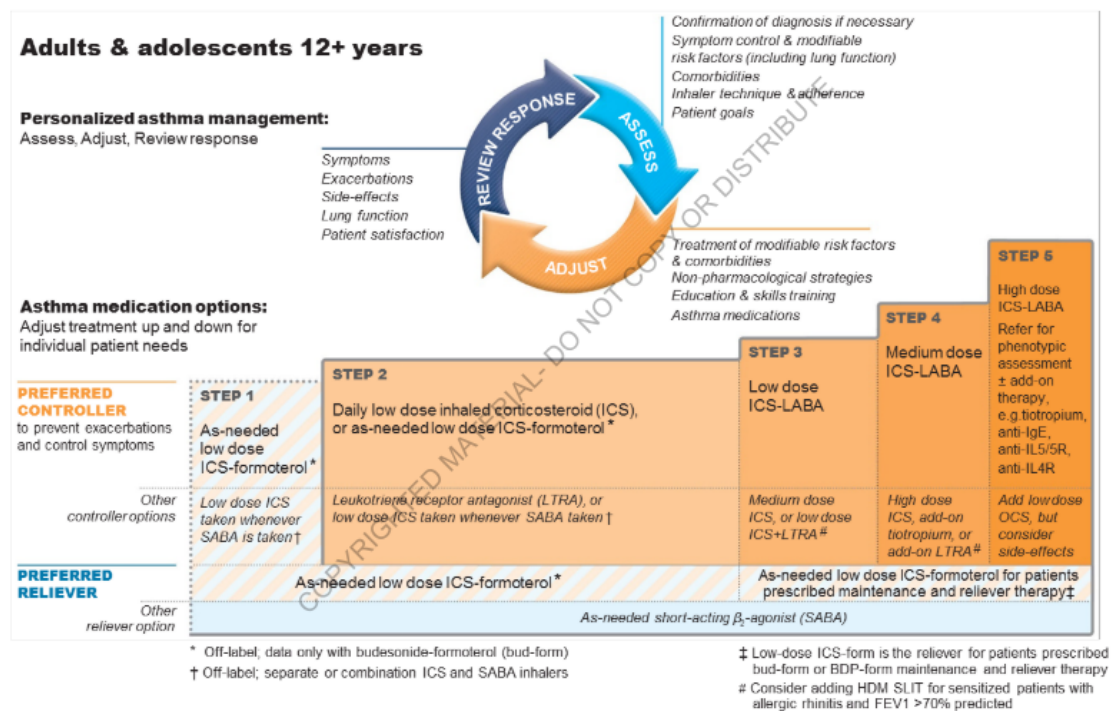 Adults & adolescents 12+ years
Personalized asthma management:
Assess, Adjust, Review response
Symptoms
Exacerbations
Side-effects
Lung function
Patient satisfaction
REVIEW RESPONSE
ASSESS
ADJUST
Confirmation of diagnosis if necessary
Symptom control & modifiable
risk factors (including lung function)
Comorbidities
Inhaler technique & adherence
Patient goals
Treatment of modifiable risk factors
& comorbidities
Non-pharmacological strategies
Education & skills training
Asthma medications
Asthma medication options:
Adjust treatment up and down for
individual patient needs
PREFERRED
CONTROLLER
to prevent exacerbations
and control symptoms
STEP 1
As-needed
low dose
ICS-formoterol *
STEP 2
Daily low dose inhaled corticosteroid (ICS),
or as-needed low dose ICS-formoterol *
STEP 3
Low dose
ICS-LABA
STEP 4
Medium dose
ICS-LABA
STEP 5
High dose
ICS-LABA
Refer for
phenotypic
assessment
± add-on
therapy,
e.g.tiotropium,
anti-IgE,
anti-IL5/5R,
anti-IL4R
Other
controller options
Low dose ICS
taken whenever
SABA is taken †
Leukotriene receptor antagonist (LTRA), or
low dose ICS taken whenever SABA taken †
Medium dose
ICS, or low dose
ICS+LTRA #
High dose
ICS, add-on
tiotropium, or
add-on LTRA #
Add low dose
OCS, but
consider
side-effects
PREFERRED
RELIEVER
As-needed low dose ICS-formoterol *
As-needed low dose ICS-formoterol for patients
prescribed maintenance and reliever therapy‡
Other
reliever option
As-needed short-acting β2-agonist (SABA)
* Off-label; data only with budesonide-formoterol (bud-form)
† Off-label; separate or combination ICS and SABA inhalers
‡ Low-dose ICS-form is the reliever for patients prescribed
bud-form or BDP-form maintenance and reliever therapy
# Consider adding HDM SLIT for sensitized patients with
allergic rhinitis and FEV1 >70% predicted
COPYRIGHTED MATERIAL- DO NOT COPY OR DISTRIBUTE